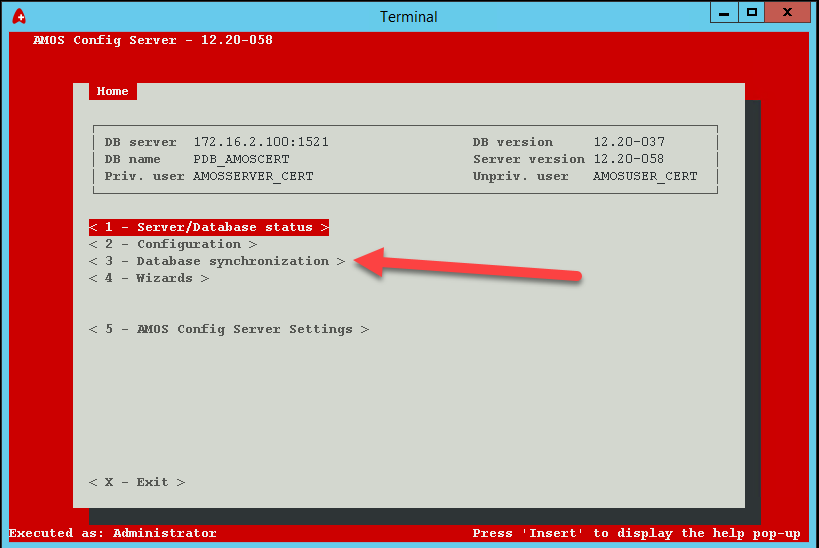 Terminal
AMOS Config Server - 12.20-058
Home
DB server 172.16.2.100:1521 DB version 12.20-037
DB name PDB_AMOSCERT Server version 12.20-058
Priv. user AMOSSERVER_CERT Unpriv. user AMOSUSER_CERT
< 1 - Server/Database status >
< 2 - Configuration >
< 3 - Database synchronization >
< 4 - Wizards >
< 5 - AMOS Config Server Settings >
< X - Exit >
Executed as: Administrator Press 'Insert' to display the help pop-up